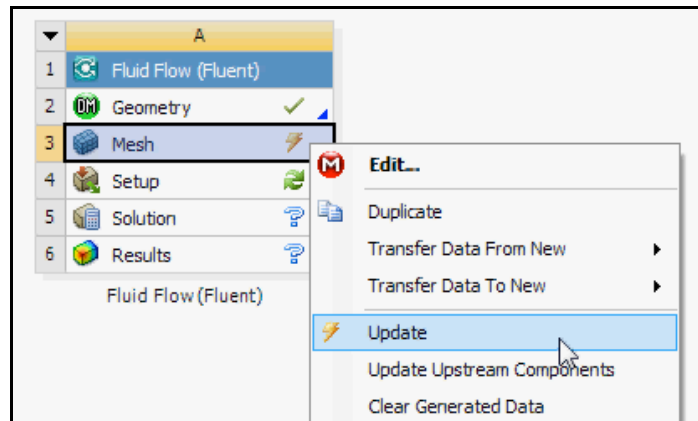 A
1 Fluid Flow (Fluent)
2 DM Geometry
3 Mesh
4 Setup
5 Solution ?
6 Results ?
Fluid Flow (Fluent)
M Edit...
Duplicate
Transfer Data From New
Transfer Data To New
Update
Update Upstream Components
Clear Generated Data